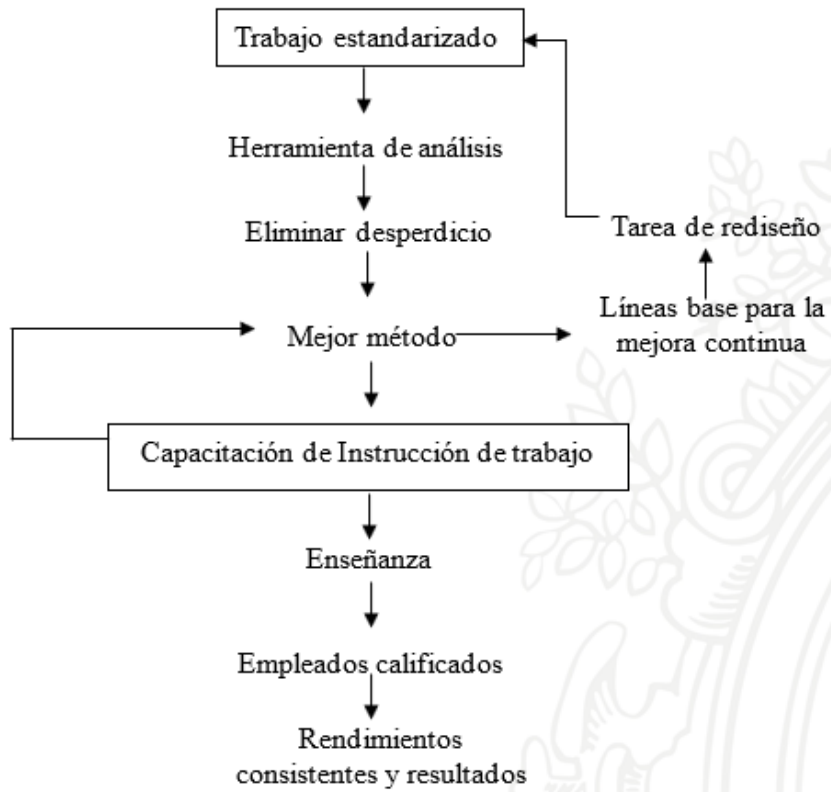 Trabajo estandarizado
Herramienta de análisis
Eliminar desperdicio
Tarea de rediseño
Líneas base para la
mejora continua
Mejor método
Capacitación de Instrucción de trabajo
Enseñanza
Empleados calificados
Rendimientos
consistentes y resultados